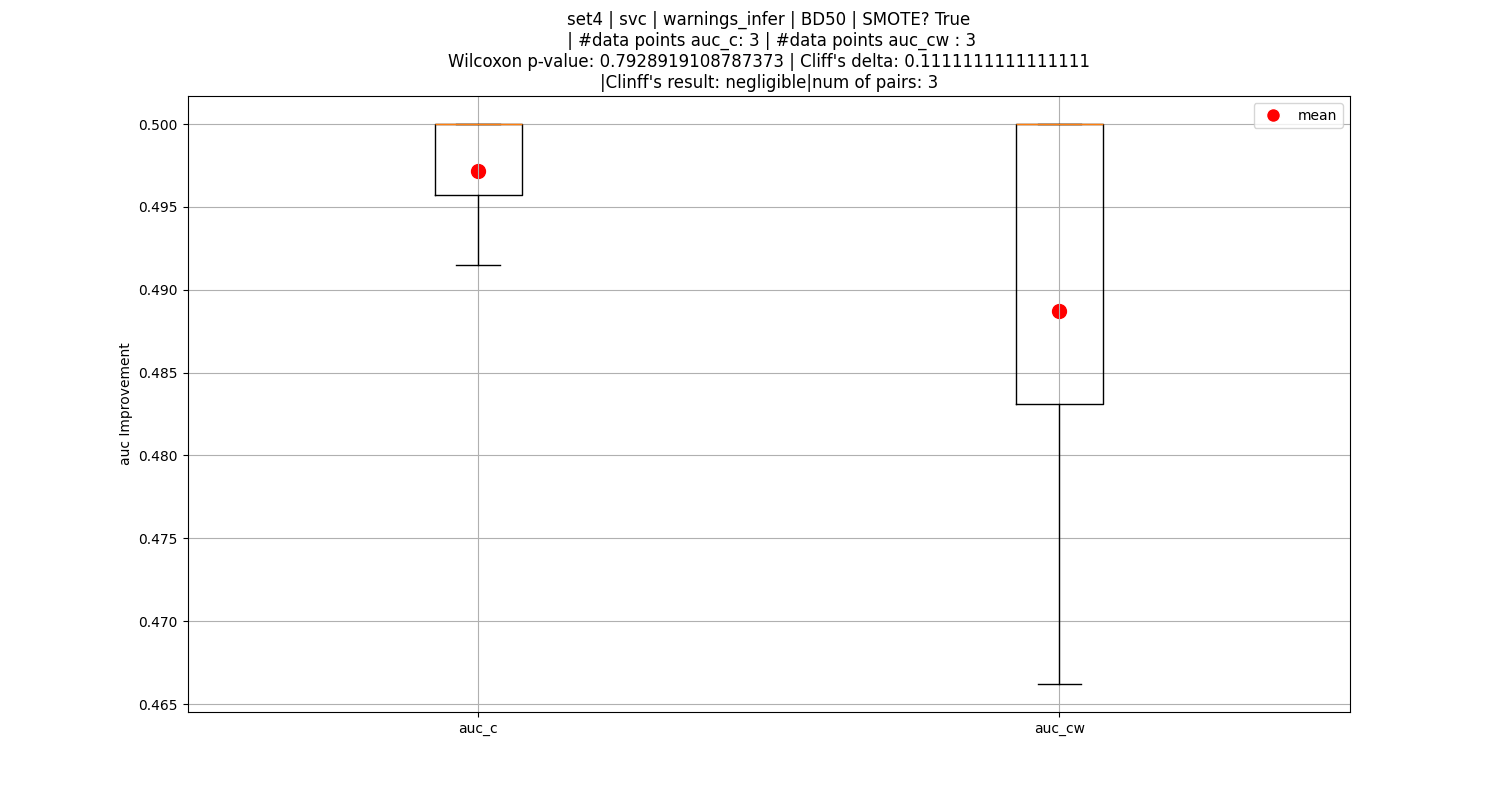 set4 | svc | warnings_infer | BD50 | SMOTE? True
| #data points auc_c: 3 | #data points auc_cw : 3
Wilcoxon p-value: 0.7928919108787373 | Cliff's delta: 0.1111111111111111
|Clinff's result: negligible|num of pairs: 3
mean
0.500
0.495
0.490
0.485
0.480
0.475
0.470
0.465
auc Improvement
auc_c
auc_cw